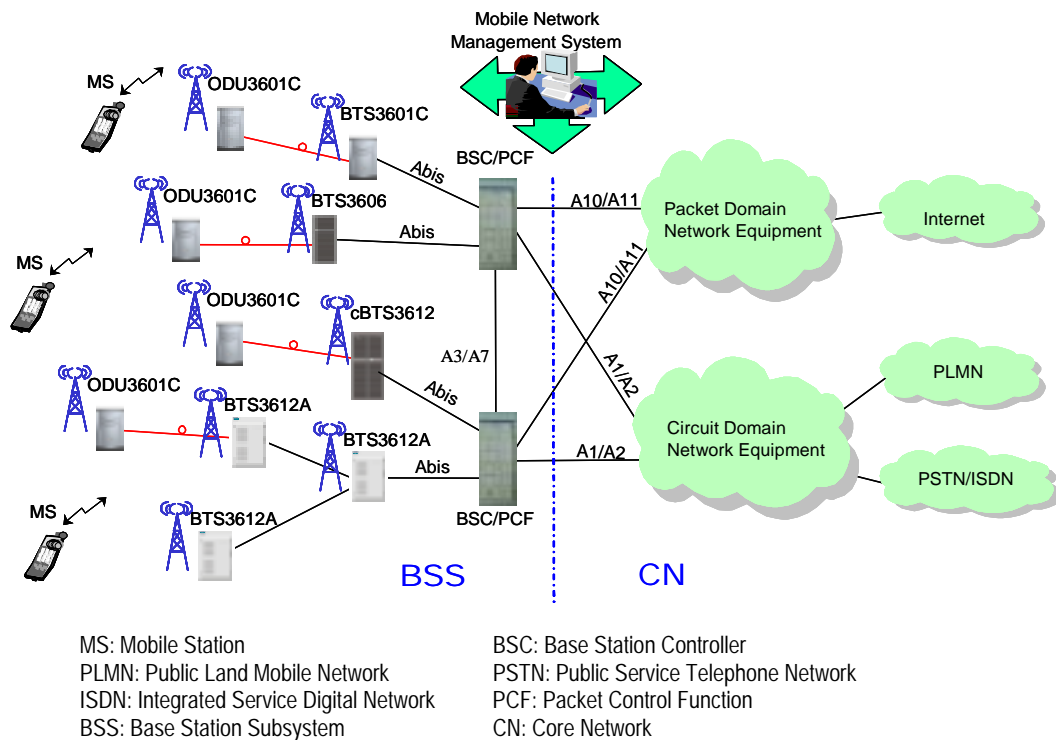 Mobile Network
Management System
MS
ODU3601C
BTS3601C
Abis
BSC/PCF
A10/A11
Packet Domain
Network Equipment
Internet
ODU3601C
BTS3606
Abis
MS
A10/A11
ODU3601C
cBTS3612
A3/A7
Abis
A1/A2
PLMN
ODU3601C
BTS3612A
BTS3612A
Abis
A1/A2
Circuit Domain
Network Equipment
PSTN/ISDN
MS
BTS3612A
BSC/PCF
BSS
CN
MS: Mobile Station
BSC: Base Station Controller
PLMN: Public Land Mobile Network
PSTN: Public Service Telephone Network
ISDN: Integrated Service Digital Network
PCF: Packet Control Function
BSS: Base Station Subsystem
CN: Core Network